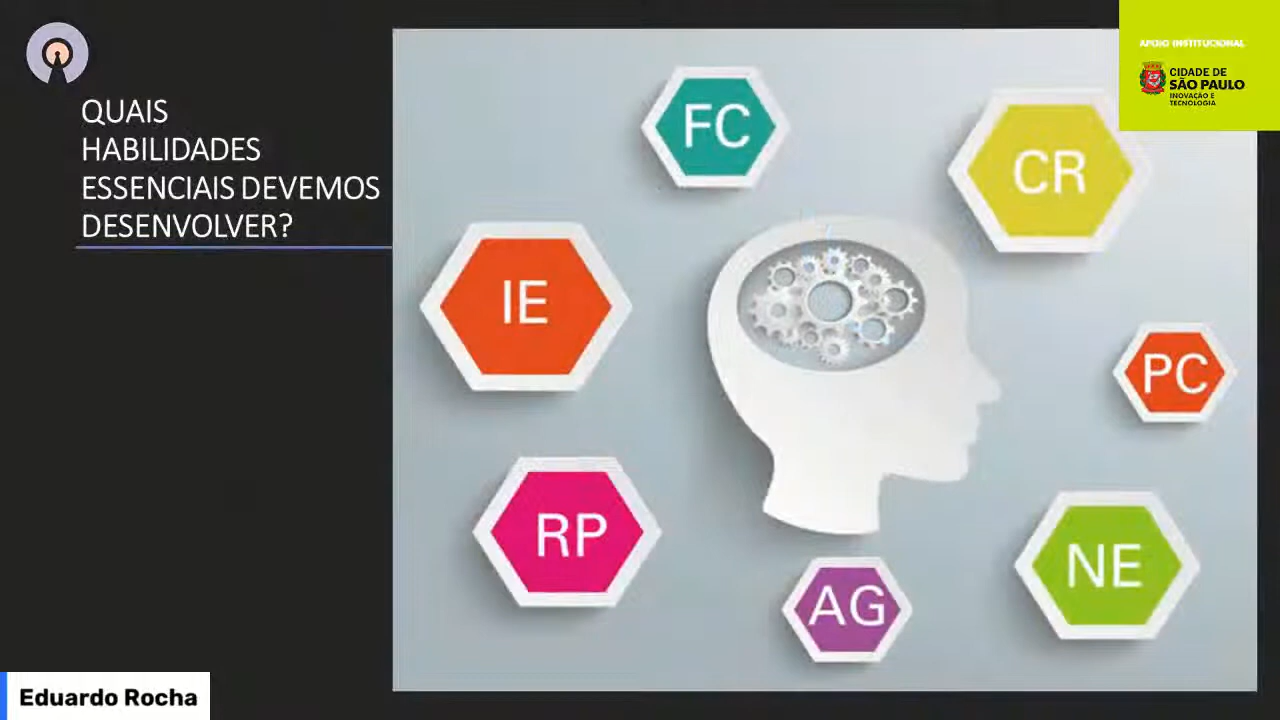 QUAIS
HABILIDADES
ESSENCIAIS DEVEMOS
DESENVOLVER?
APOIO INSTITUCIONAL
CIDADE DE
SÃO PAULO
INOVAÇÃO E
TECNOLOGIA
FC
CR
IE
PC
RP
NE
AG
Eduardo Rocha